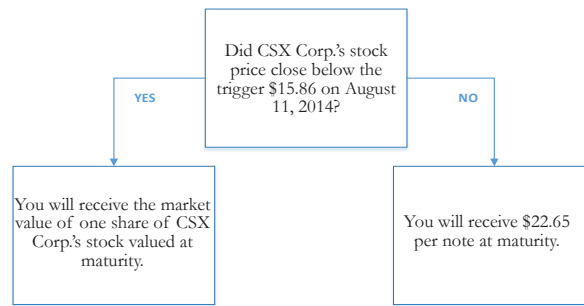 Did CSX Corp.'s stock
price close below the
trigger $15.86 on August
11, 2014?
YES
NO
You will receive the market
value of one share of CSX
Corp.'s stock valued at
maturity.
You will receive $22.65
per note at maturity.